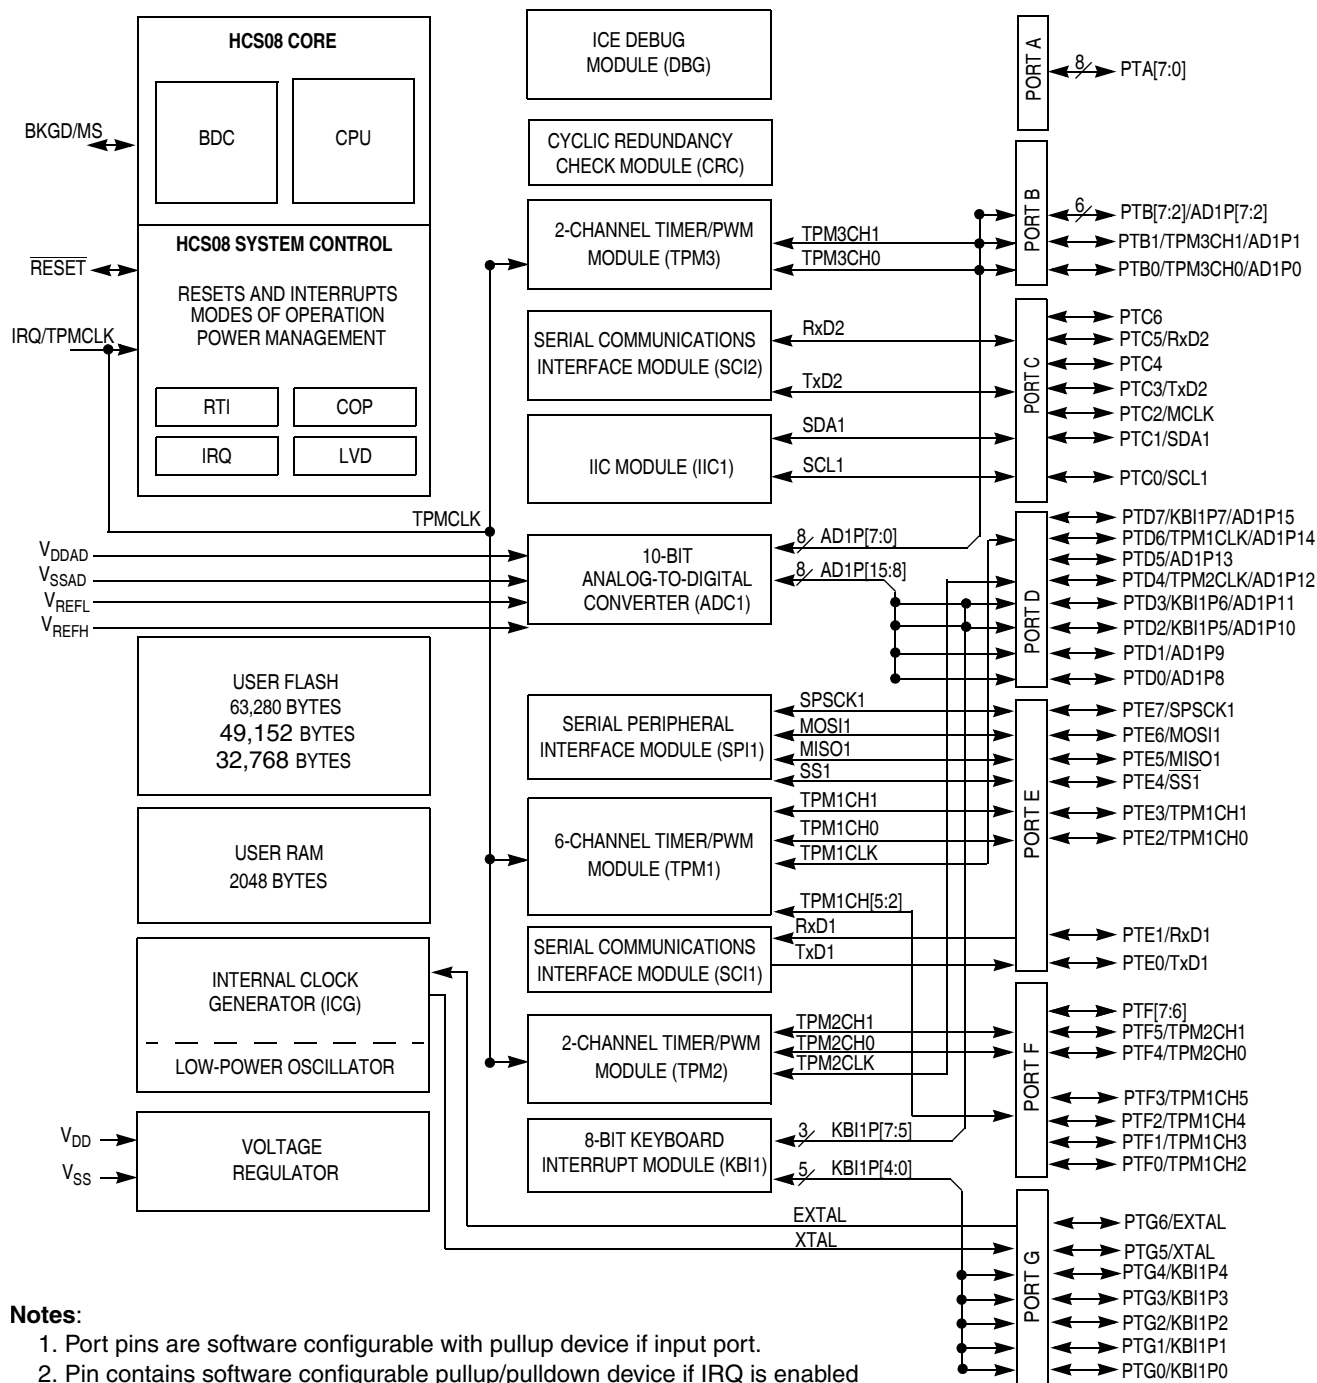 HCS08 CORE
BDC
CPU
BKGD/MS
HCS08 SYSTEM CONTROL
RESET
RESETS AND INTERRUPTS
MODES OF OPERATION
POWER MANAGEMENT
IRQ/TPMCLK
RTI
COP
IRQ
LVD
TPMCLK
VDDAD
VSSAD
VREFL
VREFH
USER FLASH
63,280 BYTES
49,152 BYTES
32,768 BYTES
USER RAM
2048 BYTES
INTERNAL CLOCK
GENERATOR (ICG)
LOW-POWER OSCILLATOR
VDD
VSS
VOLTAGE
REGULATOR
ICE DEBUG
MODULE (DBG)
CYCLIC REDUNDANCY
CHECK MODULE (CRC)
2-CHANNEL TIMER/PWM
MODULE (TPM3)
TPM3CH1
TPM3CH0
SERIAL COMMUNICATIONS
INTERFACE MODULE (SCI2)
RxD2
TxD2
IIC MODULE (IIC1)
SDA1
SCL1
10-BIT
ANALOG-TO-DIGITAL
CONVERTER (ADC1)
8 AD1P[7:0]
8 AD1P[15:8]
SERIAL PERIPHERAL
INTERFACE MODULE (SPI1)
SPSCK1
MOSI1
MISO1
SS1
6-CHANNEL TIMER/PWM
MODULE (TPM1)
TPM1CH1
TPM1CH0
TPM1CLK
TPM1CH[5:2]
SERIAL COMMUNICATIONS
INTERFACE MODULE (SCI1)
RxD1
TxD1
2-CHANNEL TIMER/PWM
MODULE (TPM2)
TPM2CH1
TPM2CH0
TPM2CLK
8-BIT KEYBOARD
INTERRUPT MODULE (KBI1)
3 KBI1P[7:5]
5 KBI1P[4:0]
EXTAL
XTAL
PORT A
8
PTA[7:0]
PORT B
6
PTB[7:2]/AD1P[7:2]
PTB1/TPM3CH1/AD1P1
PTB0/TPM3CH0/AD1P0
PORT C
PTC6
PTC5/RxD2
PTC4
PTC3/TxD2
PTC2/MCLK
PTC1/SDA1
PTC0/SCL1
PORT D
PTD7/KBI1P7/AD1P15
PTD6/TPM1CLK/AD1P14
PTD5/AD1P13
PTD4/TPM2CLK/AD1P12
PTD3/KBI1P6/AD1P11
PTD2/KBI1P5/AD1P10
PTD1/AD1P9
PTD0/AD1P8
PORT E
PTE7/SPSCK1
PTE6/MOSI1
PTE5/MISO1
PTE4/SS1
PTE3/TPM1CH1
PTE2/TPM1CH0
PTE1/RxD1
PTE0/TxD1
PORT F
PTF[7:6]
PTF5/TPM2CH1
PTF4/TPM2CH0
PTF3/TPM1CH5
PTF2/TPM1CH4
PTF1/TPM1CH3
PTF0/TPM1CH2
PORT G
PTG6/EXTAL
PTG5/XTAL
PTG4/KBI1P4
PTG3/KBI1P3
PTG2/KBI1P2
PTG1/KBI1P1
PTG0/KBI1P0
Notes:
1. Port pins are software configurable with pullup device if input port.
2. Pin contains software configurable pullup/pulldown device if IRQ is enabled